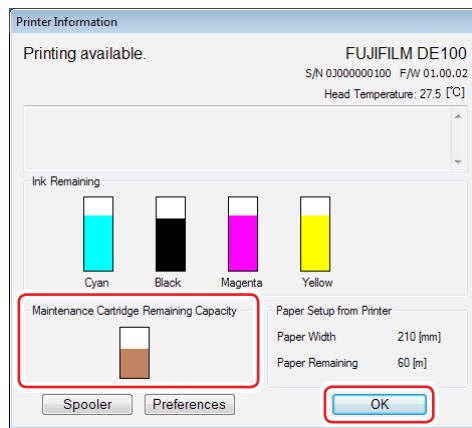 Printer Information
Printing available.
FUJIFILM DE100
S/N 0J000000100 F/W 01.00.02
Head Temperature: 27.5 [℃]
Ink Remaining
Cyan Black Magenta Yellow
Maintenance Cartridge Remaining Capacity
Paper Setup from Printer
Paper Width 210 [mm]
Paper Remaining 60 [m]
Spooler Preferences OK